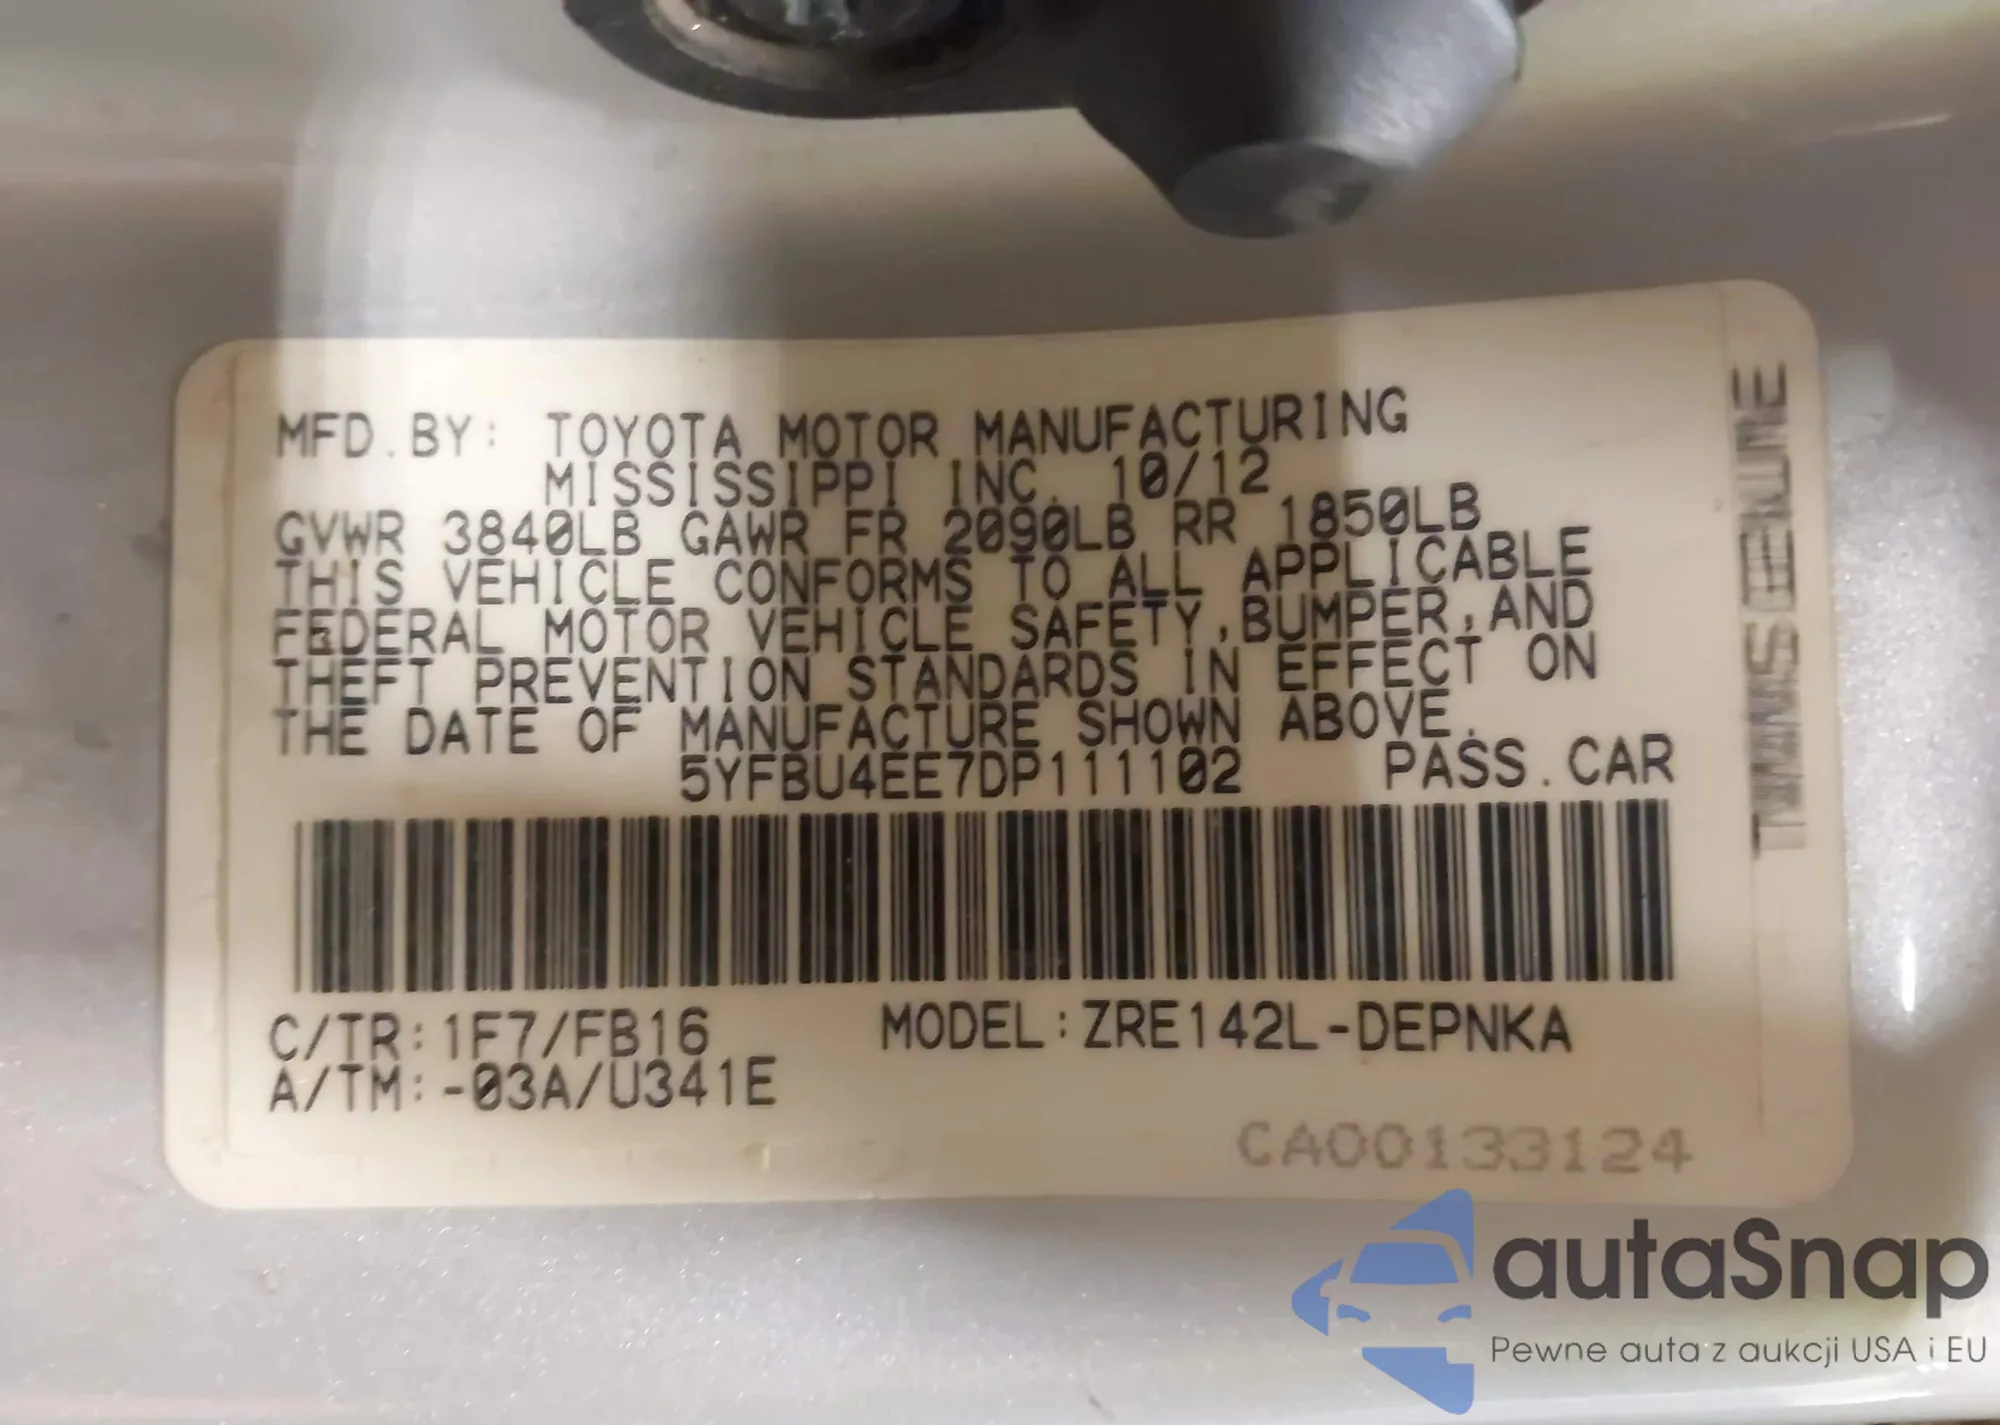 MFD.BY: TOYOTA MOTOR MANUFACTURING
MISSISSIPPI INC. 10/12
GVWR 3840LB GAWR FR 2090LB RR 1850LB
THIS VEHICLE CONFORMS TO ALL APPLICABLE
FEDERAL MOTOR VEHICLE SAFETY,BUMPER,AND
THEFT PREVENTION STANDARDS IN EFFECT ON
THE DATE OF MANUFACTURE SHOWN ABOVE.
5YFBU4EE7DP111102 PASS.CAR
C/TR:1F7/FB16 MODEL:ZRE142L-DEPNKA
A/TM:-03A/U341E
CA00133124
autaSnap
Pewne auta z aukcji USA i EU